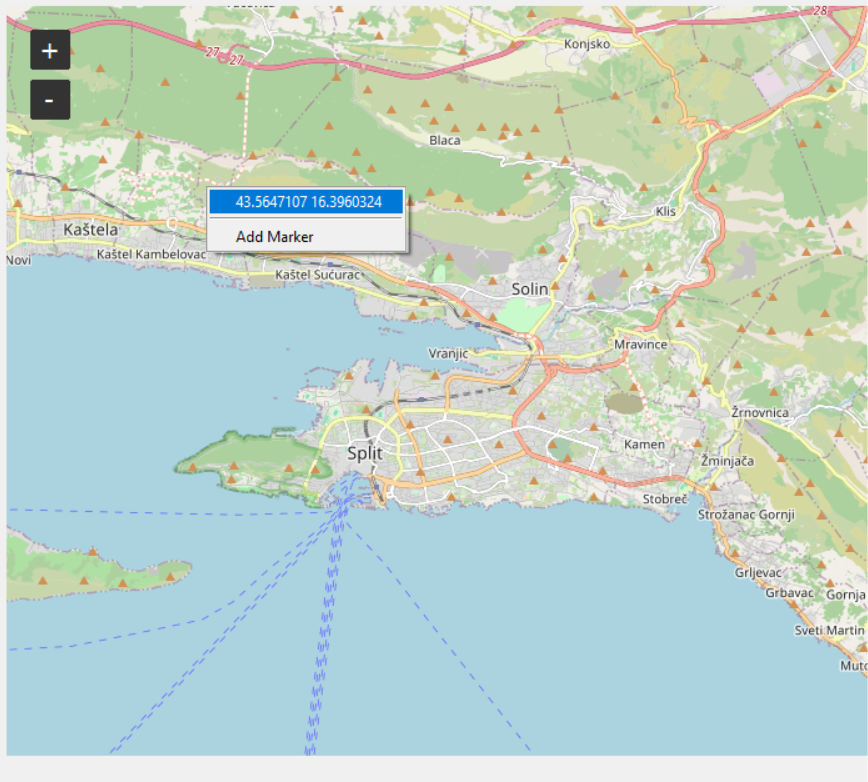 28
Konjsko
27
27
+
-
Blaca
43.5647107 16.3960324
Klis
Kaštela
Add Marker
Kaštel Kambelovac
Novi
Kaštel Sućurac
Solin
Mravince
Vranjic
Žrnovnica
Kamen
Split
Žminjača
Stobreč
Strožanac Gornji
Grljevac
Grbavac
Gornja
Sveti Martin